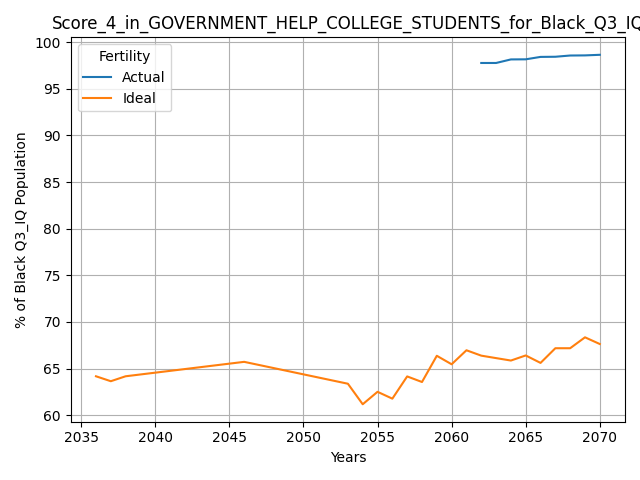 Score_4_in_GOVERNMENT_HELP_COLLEGE_STUDENTS_for_Black_Q3_IQ
Fertility
Actual
Ideal
% of Black Q3_IQ Population
100
95
90
85
80
75
70
65
60
2035 2040 2045 2050 2055 2060 2065 2070
Years